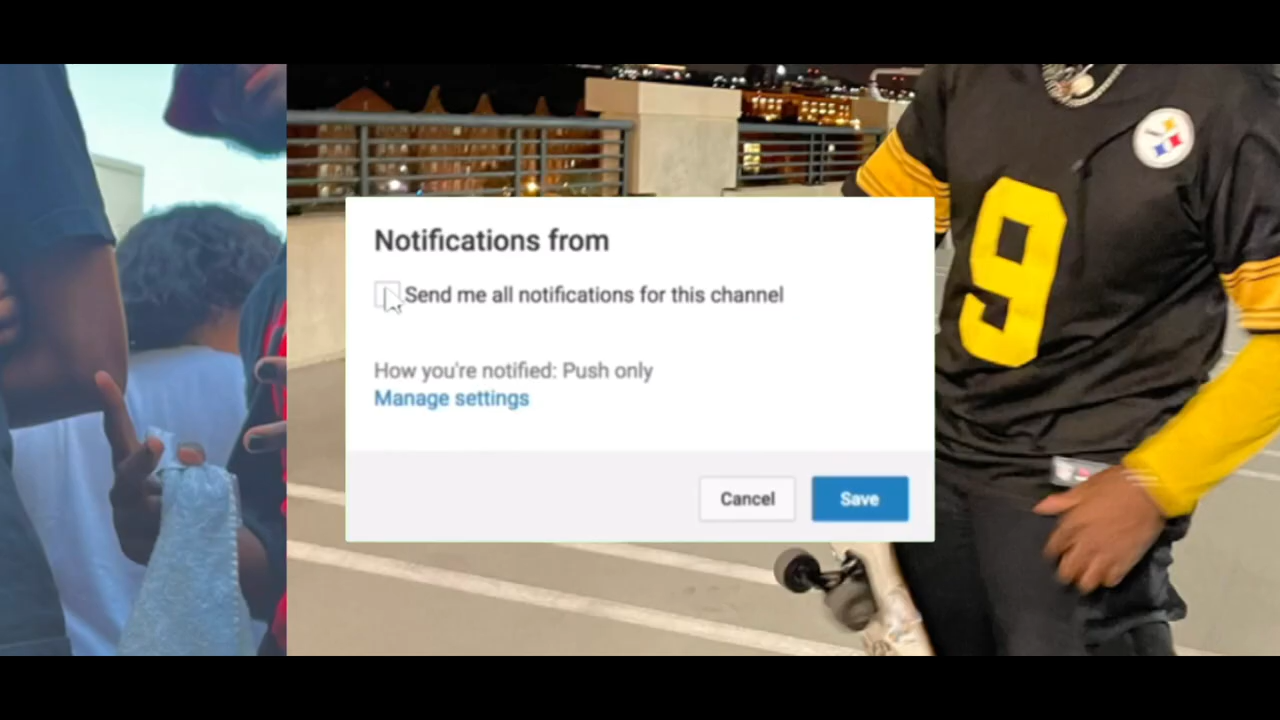 Notifications from
Send me all notifications for this channel
How you're notified: Push only
Manage settings
Cancel
Save
9